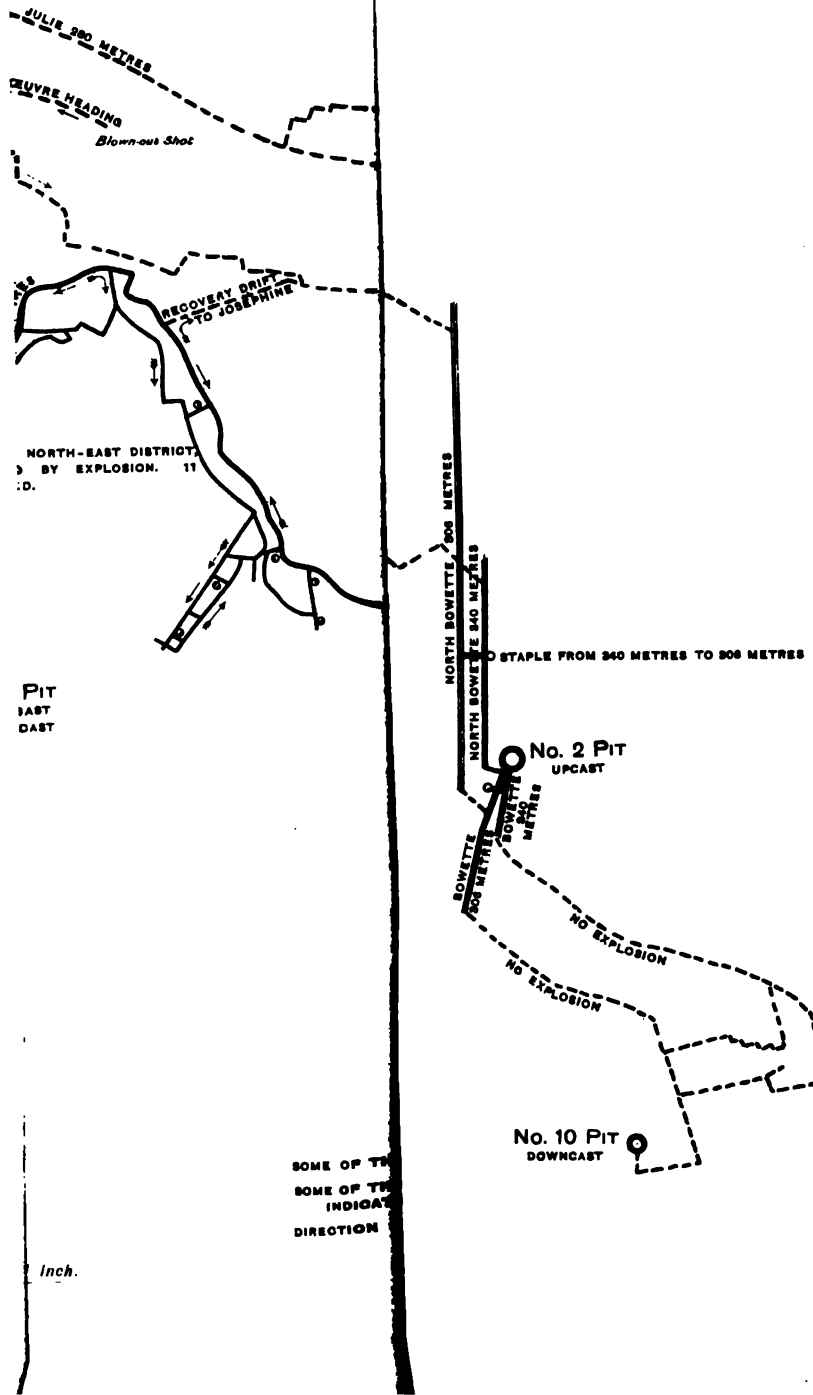 JULIE 280 METRES
ŒUVRE HEADING
Blown-out Shot
RECOVERY DRIFT
TO JOSEPHINE
NORTH-EAST DISTRICT,
BY EXPLOSION. 11
NORTH BOWETTE 306 METRES
NORTH BOWETTE 340 METRES
STAPLE FROM 340 METRES TO 306 METRES
PIT
No. 2 PIT
UPCAST
BOWETTE
340
METRES
BOWETTE
306 METRES
NO EXPLOSION
NO EXPLOSION
No. 10 PIT
DOWNCAST
SOME OF TH
SOME OF TH
INDICAT
DIRECTION
Inch.